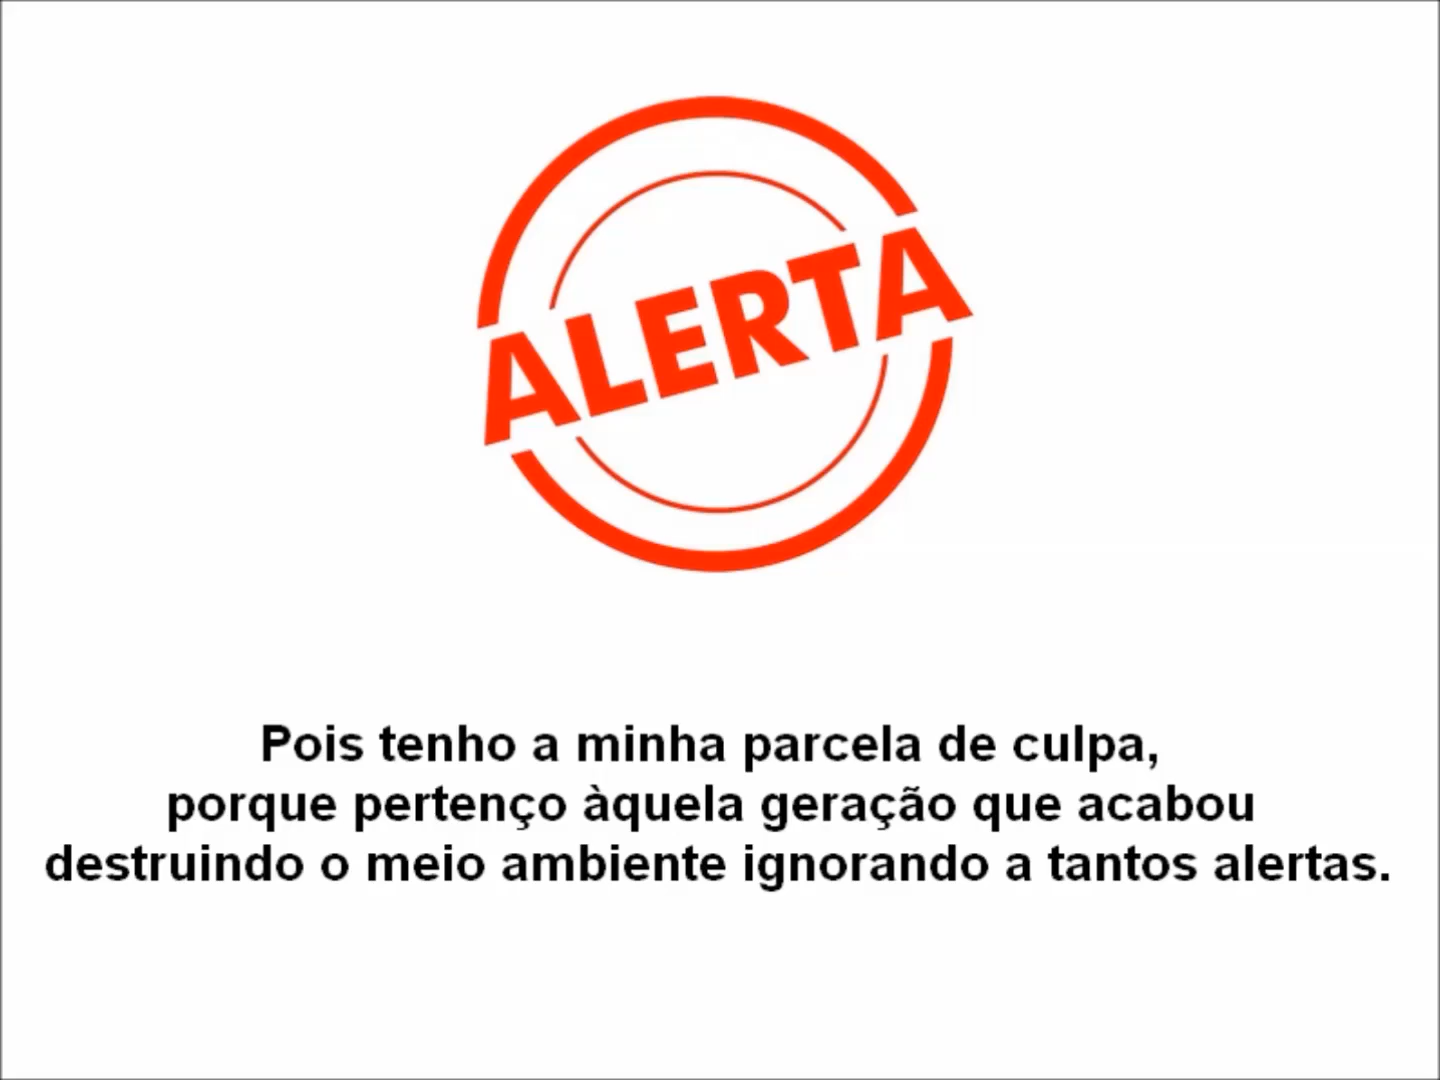 ALERTA
Pois tenho a minha parcela de culpa,
porque pertenço àquela geração que acabou
destruindo o meio ambiente ignorando a tantos alertas.